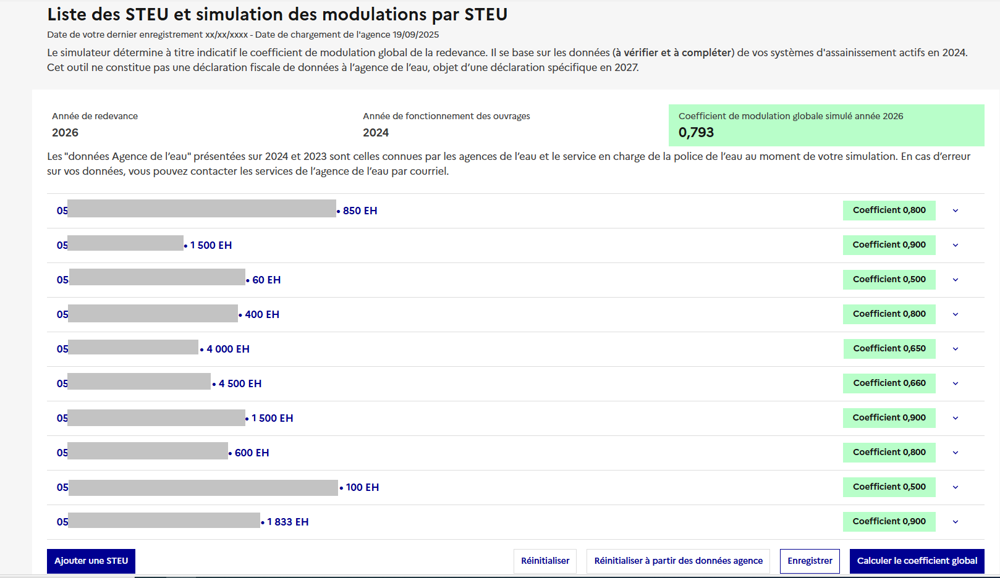 Liste des STEU et simulation des modulations par STEU
Date de votre dernier enregistrement xx/xx/xxxx - Date de chargement de l'agence 19/09/2025
Le simulateur détermine à titre indicatif le coefficient de modulation global de la redevance. Il se base sur les données (à vérifier et à compléter) de vos systèmes d'assainissement actifs en 2024.
Cet outil ne constitue pas une déclaration fiscale de données à l’agence de l’eau, objet d’une déclaration spécifique en 2027.
Année de redevance
2026
Année de fonctionnement des ouvrages
2024
Coefficient de modulation globale simulé année 2026
0,793
Les "données Agence de l’eau" présentées sur 2024 et 2023 sont celles connues par les agences de l’eau et le service en charge de la police de l’eau au moment de votre simulation. En cas d’erreur
sur vos données, vous pouvez contacter les services de l’agence de l’eau par courriel.
05 • 850 EH Coefficient 0,800
05 • 1 500 EH Coefficient 0,900
05 • 60 EH Coefficient 0,500
05 • 400 EH Coefficient 0,800
05 • 4 000 EH Coefficient 0,650
05 • 4 500 EH Coefficient 0,660
05 • 1 500 EH Coefficient 0,900
05 • 600 EH Coefficient 0,800
05 • 100 EH Coefficient 0,500
05 • 1 833 EH Coefficient 0,900
Ajouter une STEU Réinitialiser Réinitialiser à partir des données agence Enregistrer Calculer le coefficient global